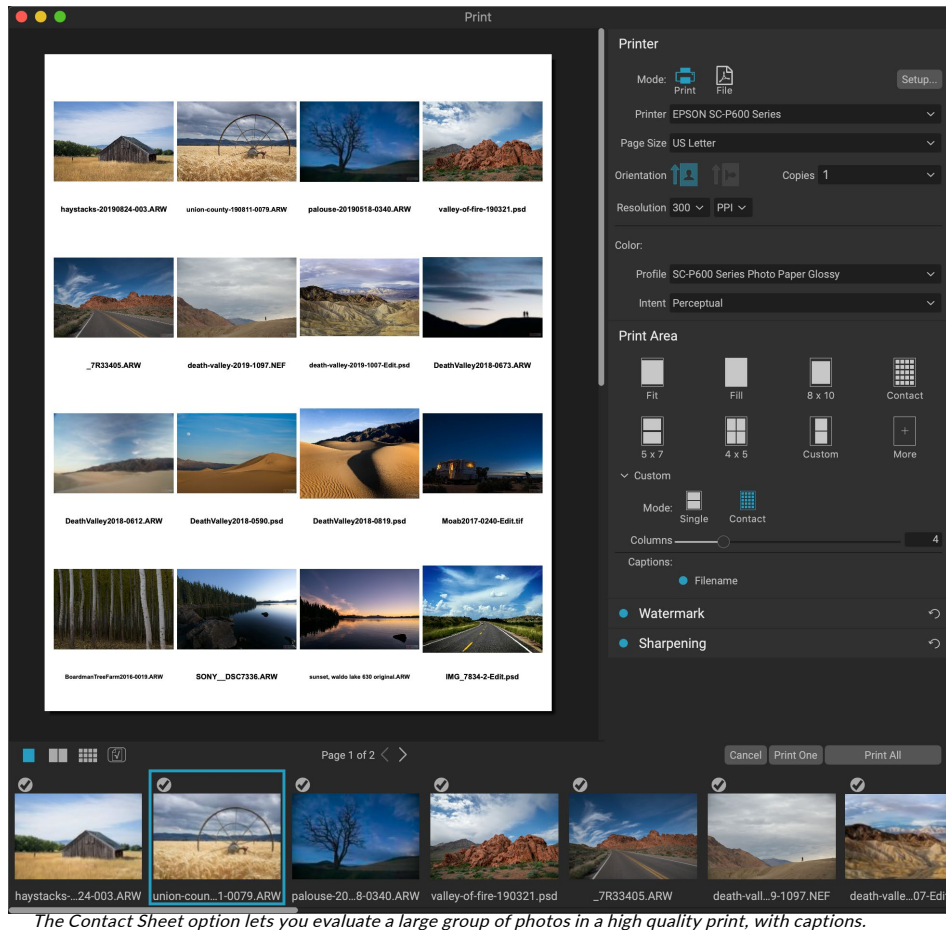 Print
haystacks-20190824-003.ARW union-county-190811-0079.ARW palouse-20190518-0340.ARW valley-of-fire-190321.psd
_7R33405.ARW death-valley-2019-1097.NEF death-valley-2019-1007-Edit.psd DeathValley2018-0673.ARW
DeathValley2018-0612.ARW DeathValley2018-0590.psd DeathValley2018-0819.psd Moab2017-0240-Edit.tif
BoardmanTreeFarm2016-0019.ARW SONY__DSC7336.ARW sunset, waldo lake 630 original.ARW IMG_7834-2-Edit.psd
Printer
Mode: Print File Setup...
Printer EPSON SC-P600 Series
Page Size US Letter
Orientation Copies 1
Resolution 300 PPI
Color:
Profile SC-P600 Series Photo Paper Glossy
Intent Perceptual
Print Area
Fit Fill 8 x 10 Contact
5 x 7 4 x 5 Custom More
Custom
Mode: Single Contact
Columns 4
Captions:
Filename
Watermark
Sharpening
Page 1 of 2 Cancel Print One Print All
haystacks-...24-003.ARW union-coun...1-0079.ARW palouse-20...8-0340.ARW valley-of-fire-190321.psd _7R33405.ARW death-vall...9-1097.NEF death-valle...07-Edi
The Contact Sheet option lets you evaluate a large group of photos in a high quality print, with captions.